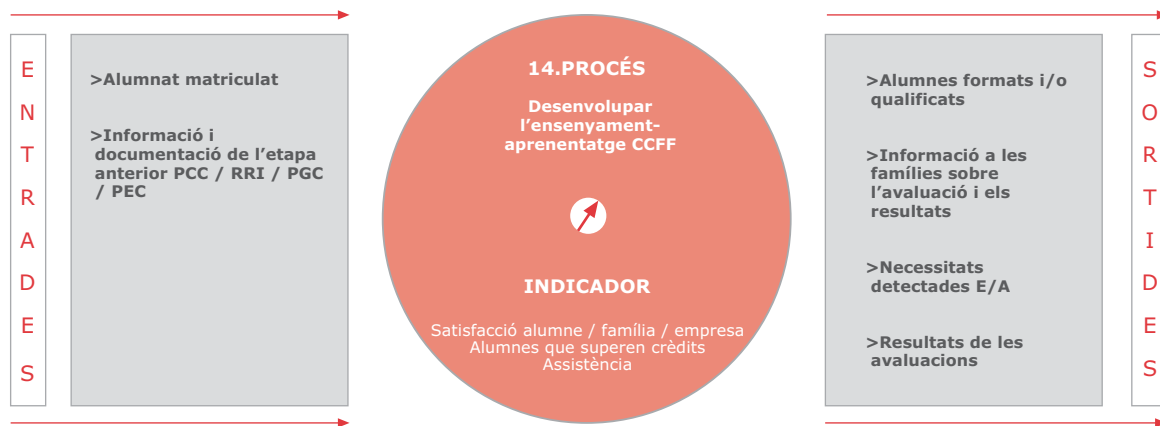 ENTRADES
>Alumnat matriculat
>Informació i
documentació de l'etapa
anterior PCC / RRI / PGC
/ PEC
14.PROCÉS
Desenvolupar
l'ensenyament-
aprenentatge CCFF
INDICADOR
Satisfacció alumne / família / empresa
Alumnes que superen crèdits
Assistència
>Alumnes formats i/o
qualificats
>Informació a les
famílies sobre
l'avaluació i els
resultats
>Necessitats
detectades E/A
>Resultats de les
avaluacions
SORTIDES